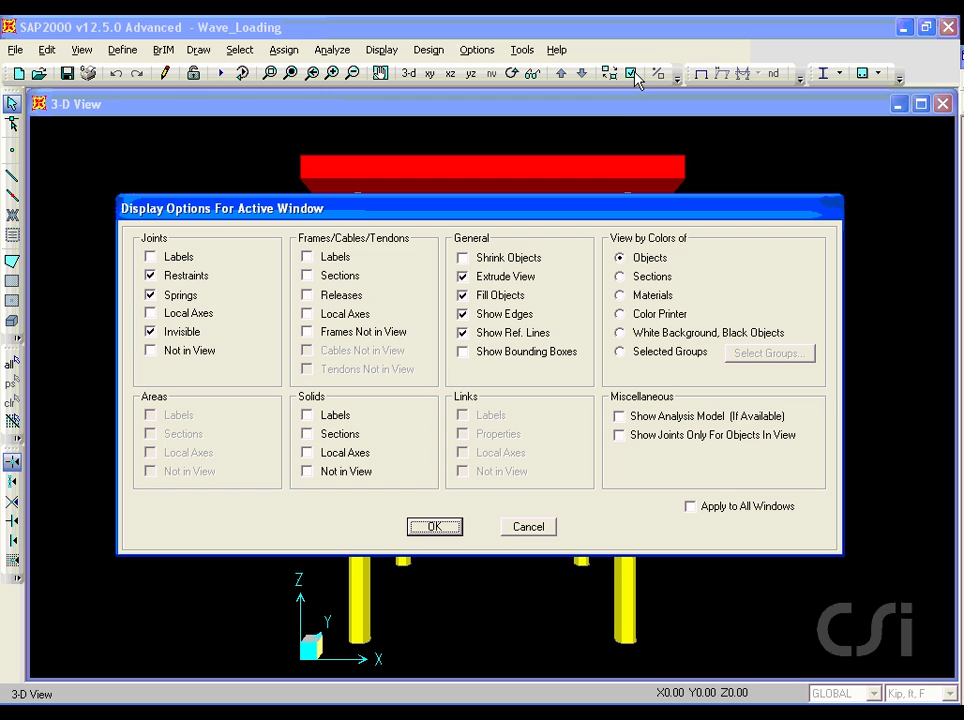 SAP2000 v12.5.0 Advanced - Wave_Loading
File Edit View Define BrIM Draw Select Assign Analyze Display Design Options Tools Help
3-d xy xz yz nv nd
3-D View
Display Options For Active Window
Joints
Labels
Restraints
Springs
Local Axes
Invisible
Not in View
Frames/Cables/Tendons
Labels
Sections
Releases
Local Axes
Frames Not in View
Cables Not in View
Tendons Not in View
General
Shrink Objects
Extrude View
Fill Objects
Show Edges
Show Ref. Lines
Show Bounding Boxes
View by Colors of
Objects
Sections
Materials
Color Printer
White Background, Black Objects
Selected Groups Select Groups...
Areas
Labels
Sections
Local Axes
Not in View
Solids
Labels
Sections
Local Axes
Not in View
Links
Labels
Properties
Local Axes
Not in View
Miscellaneous
Show Analysis Model (If Available)
Show Joints Only For Objects In View
Apply to All Windows
OK Cancel
all
ps
clr
Z
Y
X
CSi
3-D View X0.00 Y0.00 Z0.00 GLOBAL Kip, ft, F